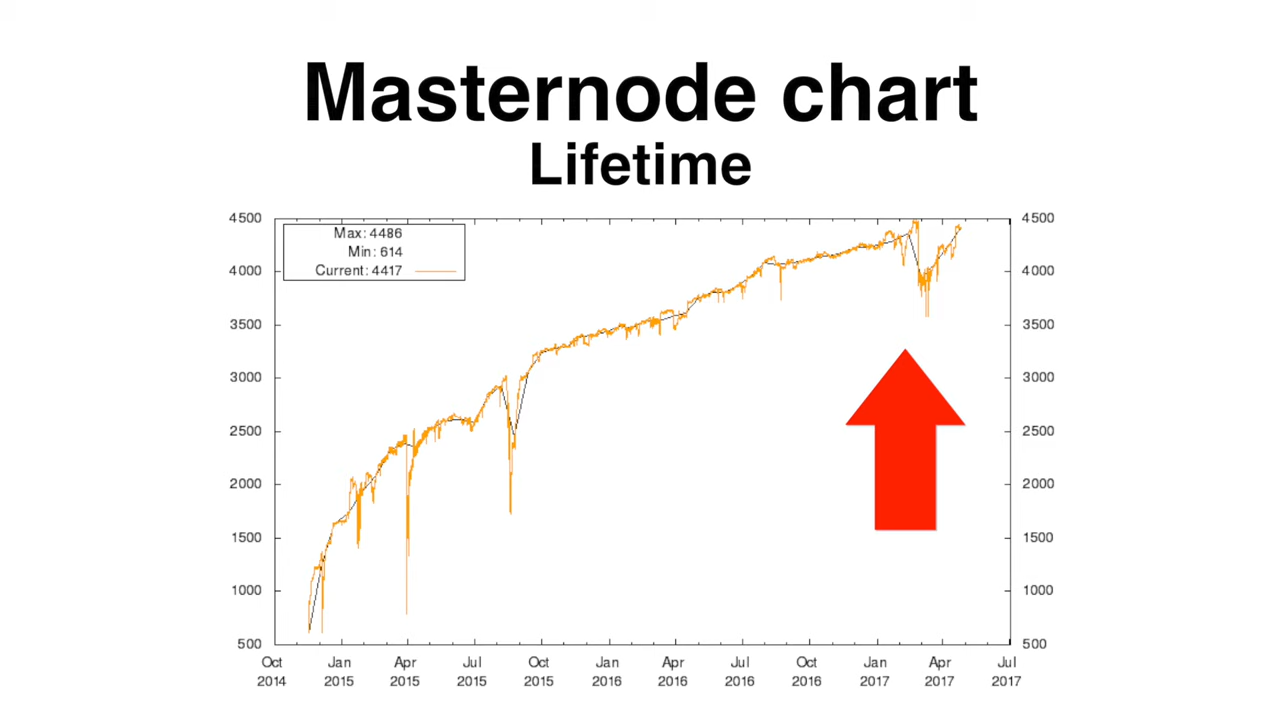 Masternode chart
Lifetime
Max: 4486
Min: 614
Current: 4417
4500 4500
4000 4000
3500 3500
3000 3000
2500 2500
2000 2000
1500 1500
1000 1000
500 500
Oct Jan Apr Jul Oct Jan Apr Jul Oct Jan Apr Jul
2014 2015 2015 2015 2015 2016 2016 2016 2016 2017 2017 2017